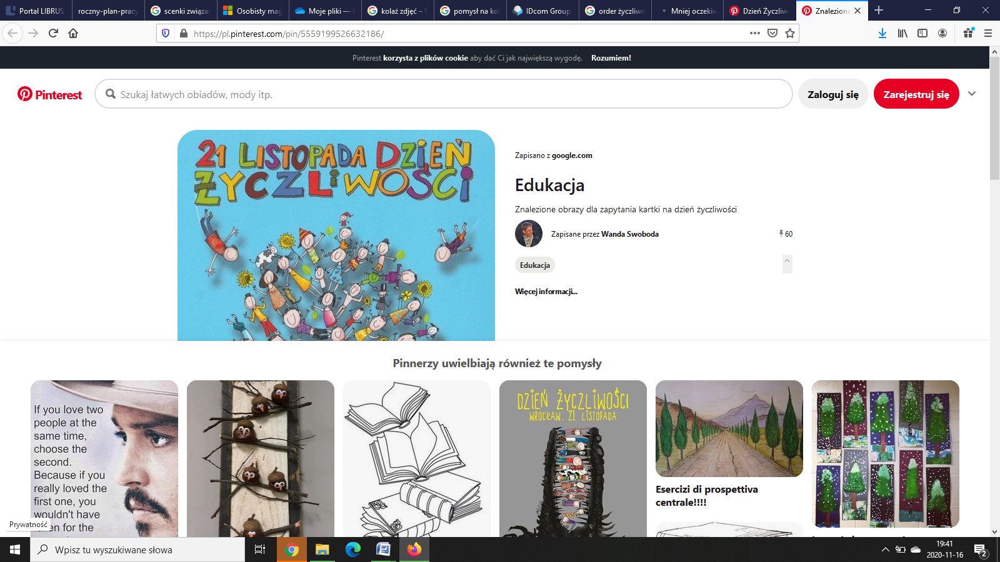 Portal LIBRUS
roczny-plan-pracy
scenki związa
Osobisty mag
Moje pliki —
kolaż zdjęć – S
pomysł na kol
IDcom Group
order życzliwo
Mniej oczekiw
Dzień Życzliw
Znalezione
https://pl.pinterest.com/pin/5559199526632186/
Pinterest korzysta z plików cookie aby dać Ci jak największą wygodę. Rozumiem!
Pinterest
Szukaj łatwych obiadów, mody itp.
Zaloguj się
Zarejestruj się
21 LISTOPADA DZIEŃ
ŻYCZLIWOŚCI
Zapisano z google.com
Edukacja
Znalezione obrazy dla zapytania kartki na dzień życzliwości
Zapisane przez Wanda Swoboda
60
Edukacja
Więcej informacji...
Pinnerzy uwielbiają również te pomysły
If you love two
people at the
same time,
choose the
second.
Because if you
really loved the
first one, you
wouldn't have
en for the
DZIEŃ ŻYCZLIWOŚCI
WROCŁAW, 21 LISTOPADA
Esercizi di prospettiva
centrale!!!!
Prywatność
Wpisz tu wyszukiwane słowa
19:41
2020-11-16
2